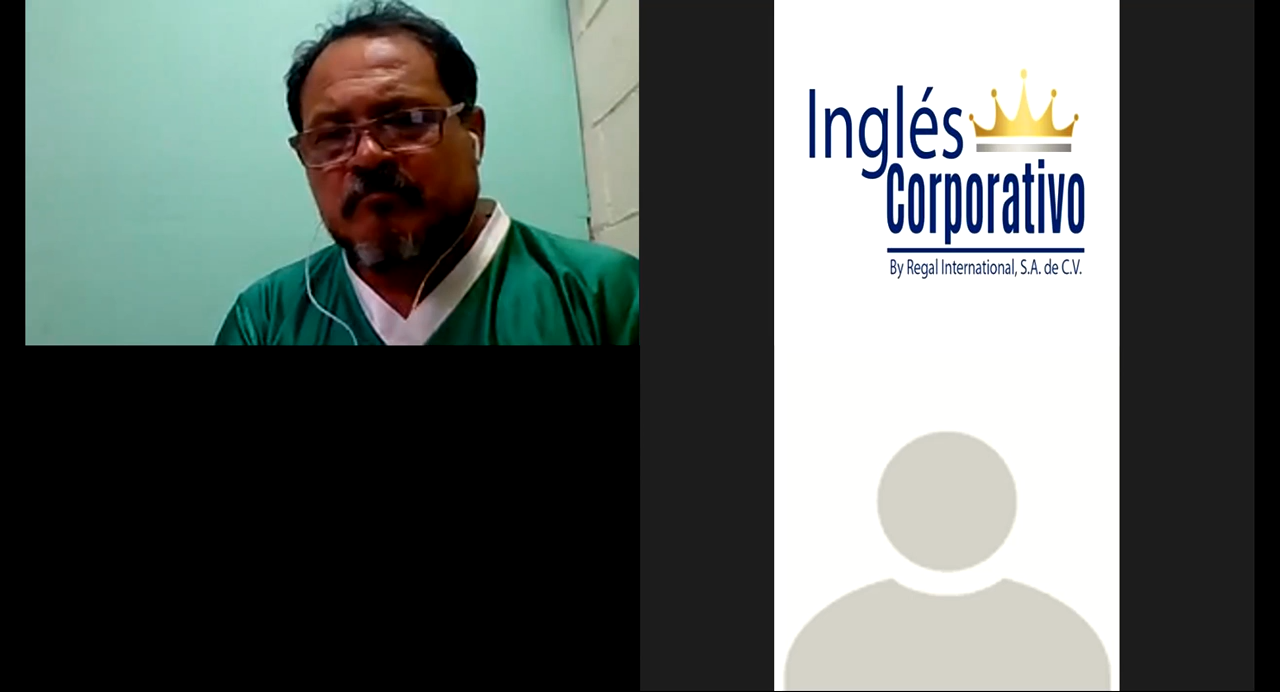 Inglés
Corporativo
By Regal International, S.A. de C.V.